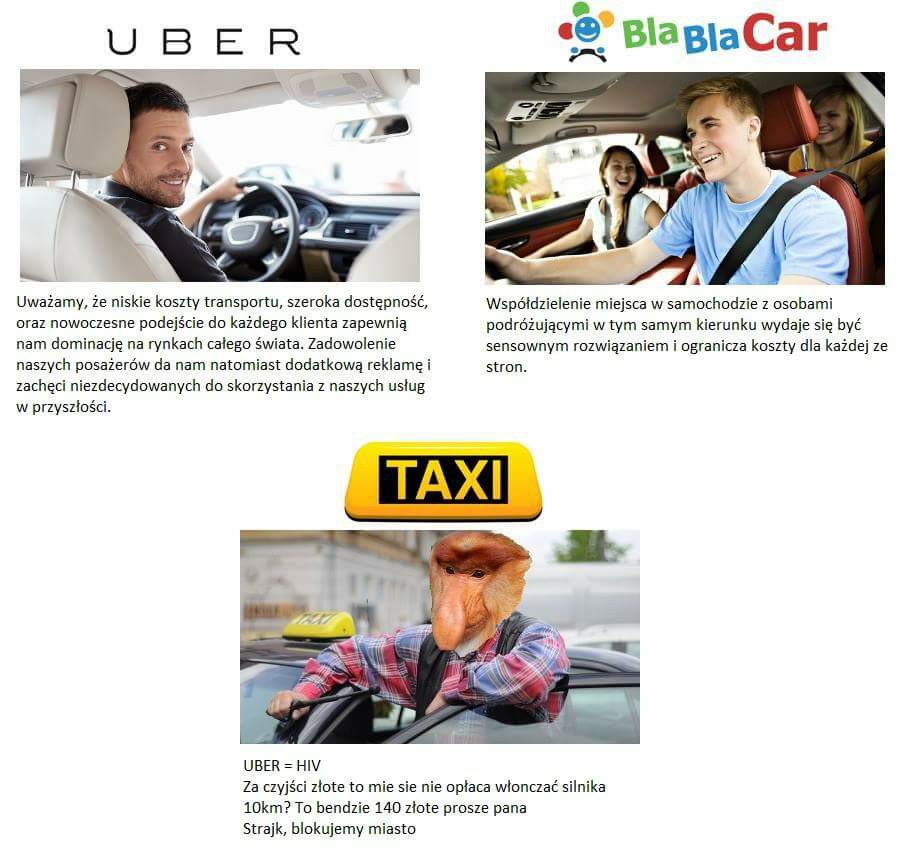 UBER
BlaBlaCar
Uważamy, że niskie koszty transportu, szeroka dostępność,
oraz nowoczesne podejście do każdego klienta zapewnią
nam dominację na rynkach całego świata. Zadowolenie
naszych posażerów da nam natomiast dodatkową reklamę i
zachęci niezdecydowanych do skorzystania z naszych usług
w przyszłości.
Współdzielenie miejsca w samochodzie z osobami
podróżującymi w tym samym kierunku wydaje się być
sensownym rozwiązaniem i ogranicza koszty dla każdej ze
stron.
TAXI
TAXI
UBER = HIV
Za czyjści złote to mie sie nie opłaca włonczać silnika
10km? To bendzie 140 złote prosze pana
Strajk, blokujemy miasto